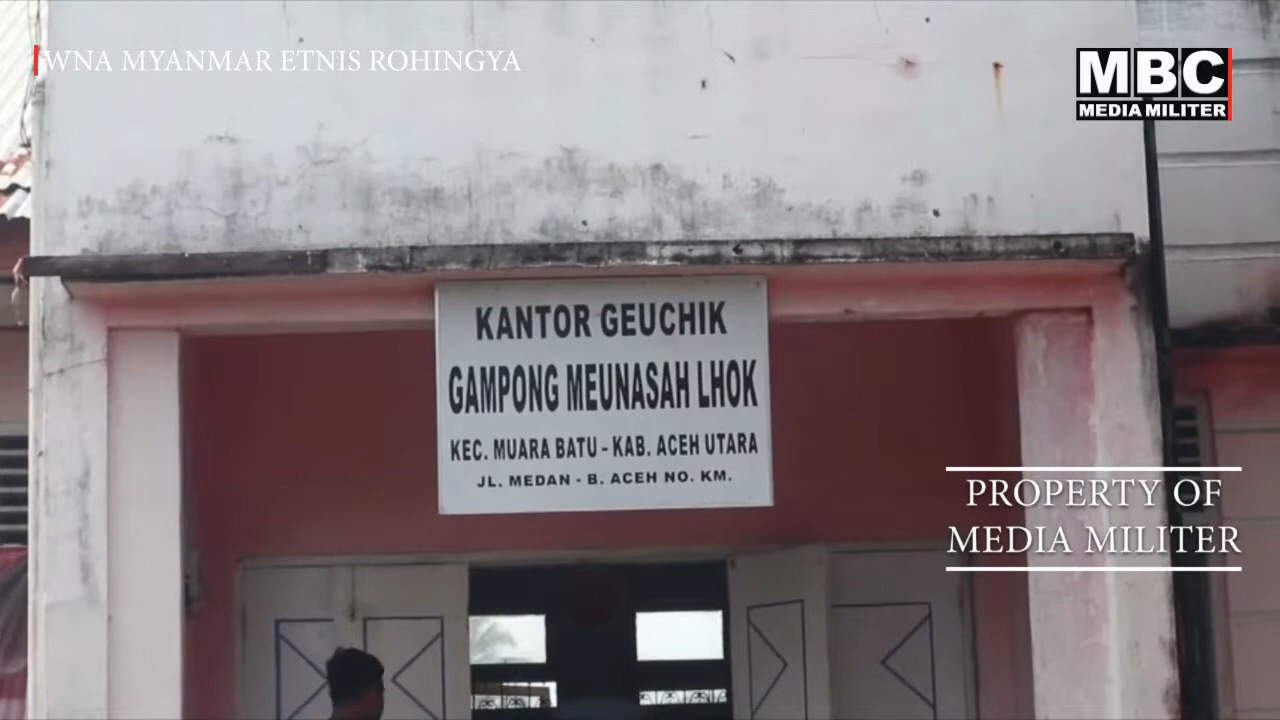 WNA MYANMAR ETNIS ROHINGYA
MBC
MEDIA MILITER
KANTOR GEUCHIK
GAMPONG MEUNASAH LHOK
KEC. MUARA BATU - KAB. ACEH UTARA
JL. MEDAN - B. ACEH NO. KM.
PROPERTY OF
MEDIA MILITER